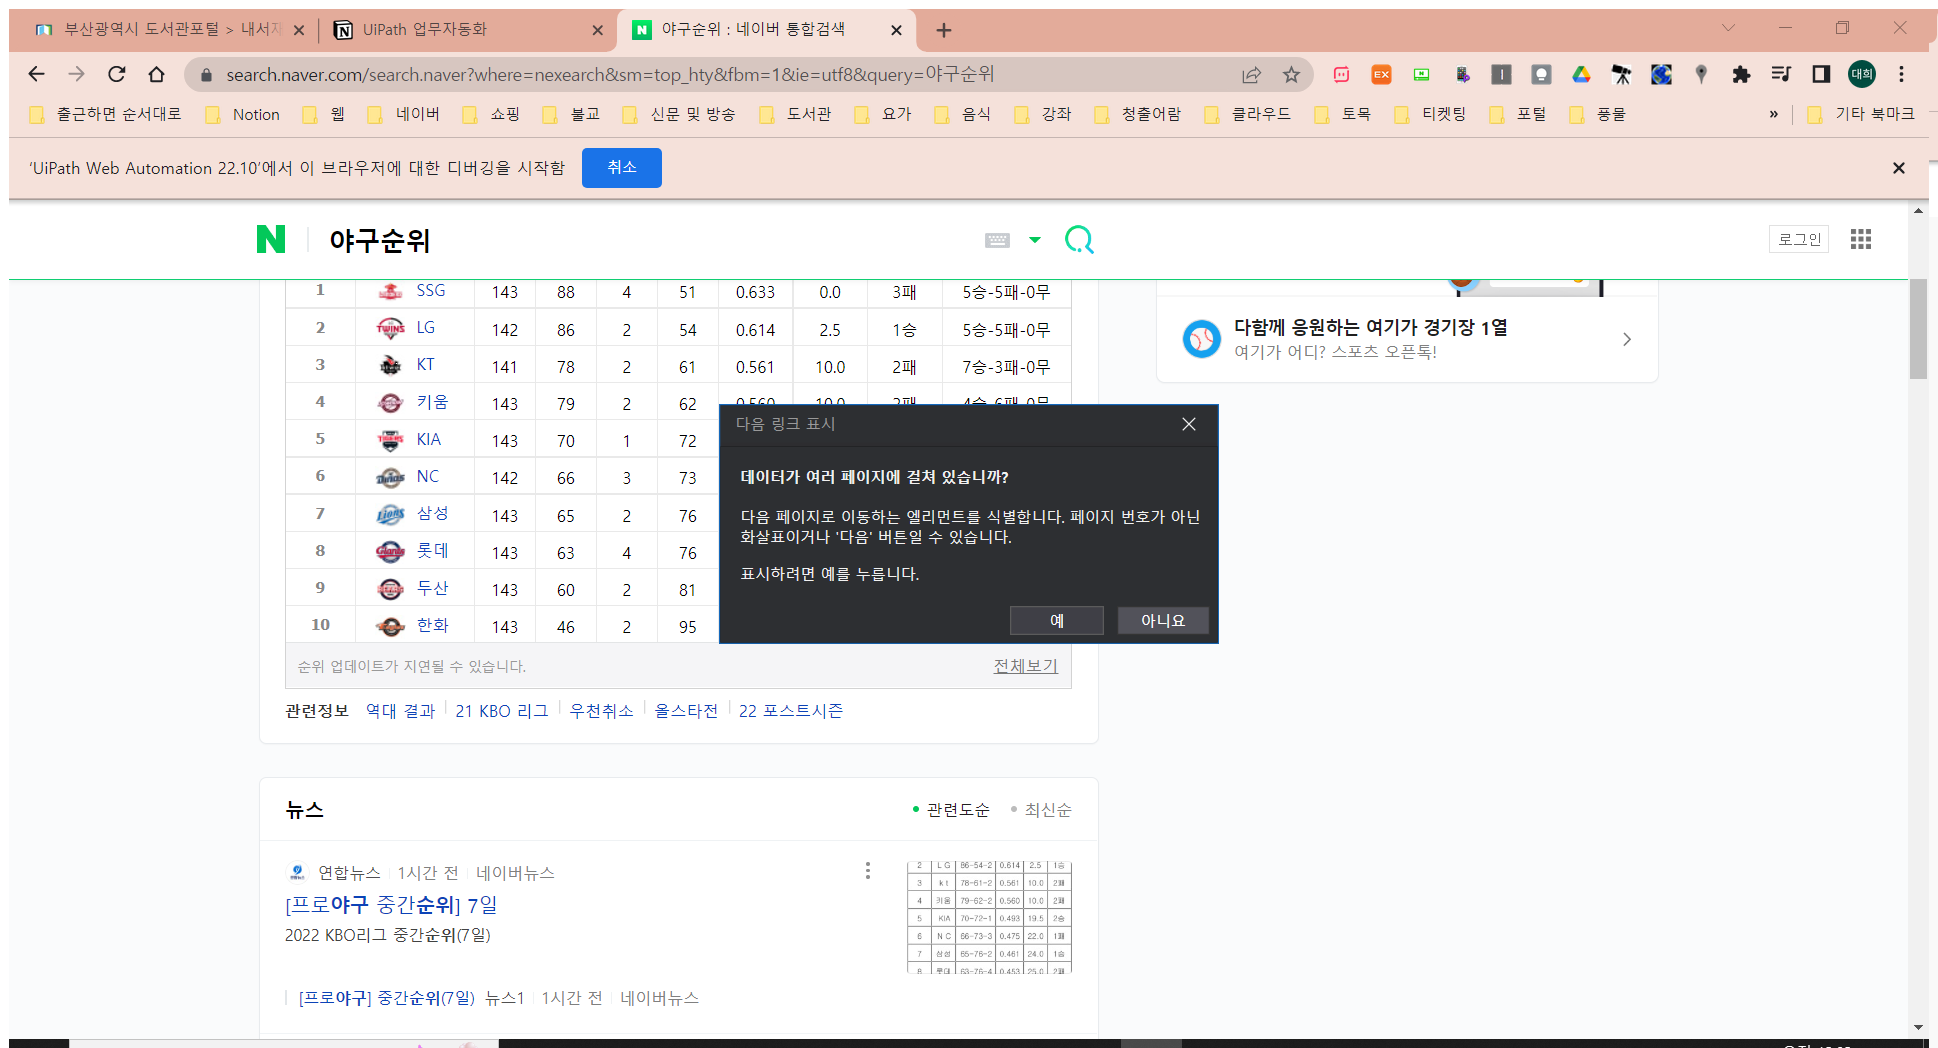 부산광역시 도서관포털 > 내서재
UiPath 업무자동화
야구순위 : 네이버 통합검색
search.naver.com/search.naver?where=nexearch&sm=top_hty&fbm=1&ie=utf8&query=야구순위
EX
대희
출근하면 순서대로 Notion 웹 네이버 쇼핑 불교 신문 및 방송 도서관 요가 음식 강좌 청출어람 클라우드 토목 티켓팅 포털 풍물 » 기타 북마크
'UiPath Web Automation 22.10'에서 이 브라우저에 대한 디버깅을 시작함 취소
N 야구순위
로그인
1 SSG 143 88 4 51 0.633 0.0 3패 5승-5패-0무
2 LG 142 86 2 54 0.614 2.5 1승 5승-5패-0무
3 KT 141 78 2 61 0.561 10.0 2패 7승-3패-0무
4 키움 143 79 2 62 0.560 10.0 2패 4승-6패-0무
5 KIA 143 70 1 72
6 NC 142 66 3 73
7 삼성 143 65 2 76
8 롯데 143 63 4 76
9 두산 143 60 2 81
10 한화 143 46 2 95
순위 업데이트가 지연될 수 있습니다. 전체보기
관련정보 역대 결과 21 KBO 리그 우천취소 올스타전 22 포스트시즌
다함께 응원하는 여기가 경기장 1열
여기가 어디? 스포츠 오픈톡!
다음 링크 표시
데이터가 여러 페이지에 걸쳐 있습니까?
다음 페이지로 이동하는 엘리먼트를 식별합니다. 페이지 번호가 아닌
화살표이거나 '다음' 버튼일 수 있습니다.
표시하려면 예를 누릅니다.
예 아니요
뉴스
관련도순 최신순
연합뉴스 1시간 전 네이버뉴스
[프로야구 중간순위] 7일
2022 KBO리그 중간순위(7일)
2 L G 86-54-2 0.614 2.5 1승
3 k t 78-61-2 0.561 10.0 2패
4 키움 79-62-2 0.560 10.0 2패
5 KIA 70-72-1 0.493 19.5 2승
6 N C 66-73-3 0.475 22.0 1패
7 삼성 65-76-2 0.461 24.0 1승
8 롯데 63-76-4 0.453 25.0 2패
[프로야구] 중간순위(7일) 뉴스1 1시간 전 네이버뉴스